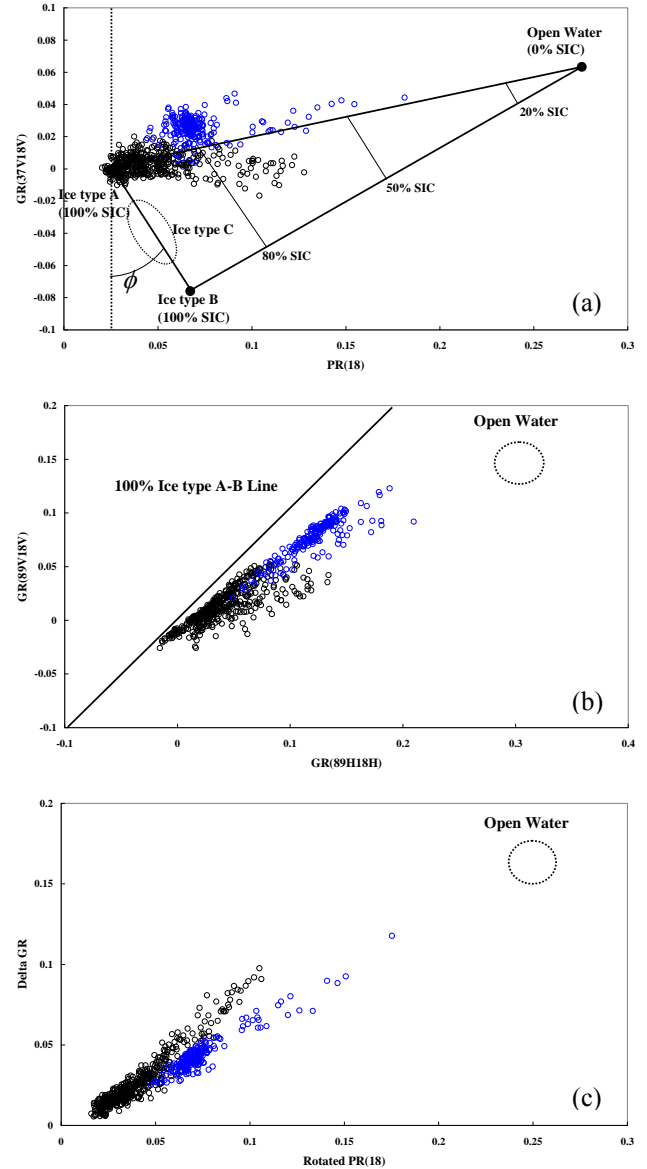 0.1
0.08
0.06
0.04
0.02
0
-0.02
-0.04
-0.06
-0.08
-0.1
GR(37V18V)
Open Water
(0% SIC)
20% SIC
50% SIC
80% SIC
Ice type A
(100% SIC)
Ice type C
ϕ
Ice type B
(100% SIC)
(a)
0 0.05 0.1 0.15 0.2 0.25 0.3
PR(18)
0.2
0.15
0.1
0.05
0
-0.05
-0.1
GR(89V18V)
Open Water
100% Ice type A-B Line
(b)
-0.1 0 0.1 0.2 0.3 0.4
GR(89H18H)
0.2
0.15
0.1
0.05
0
Delta GR
Open Water
(c)
0 0.05 0.1 0.15 0.2 0.25 0.3
Rotated PR(18)